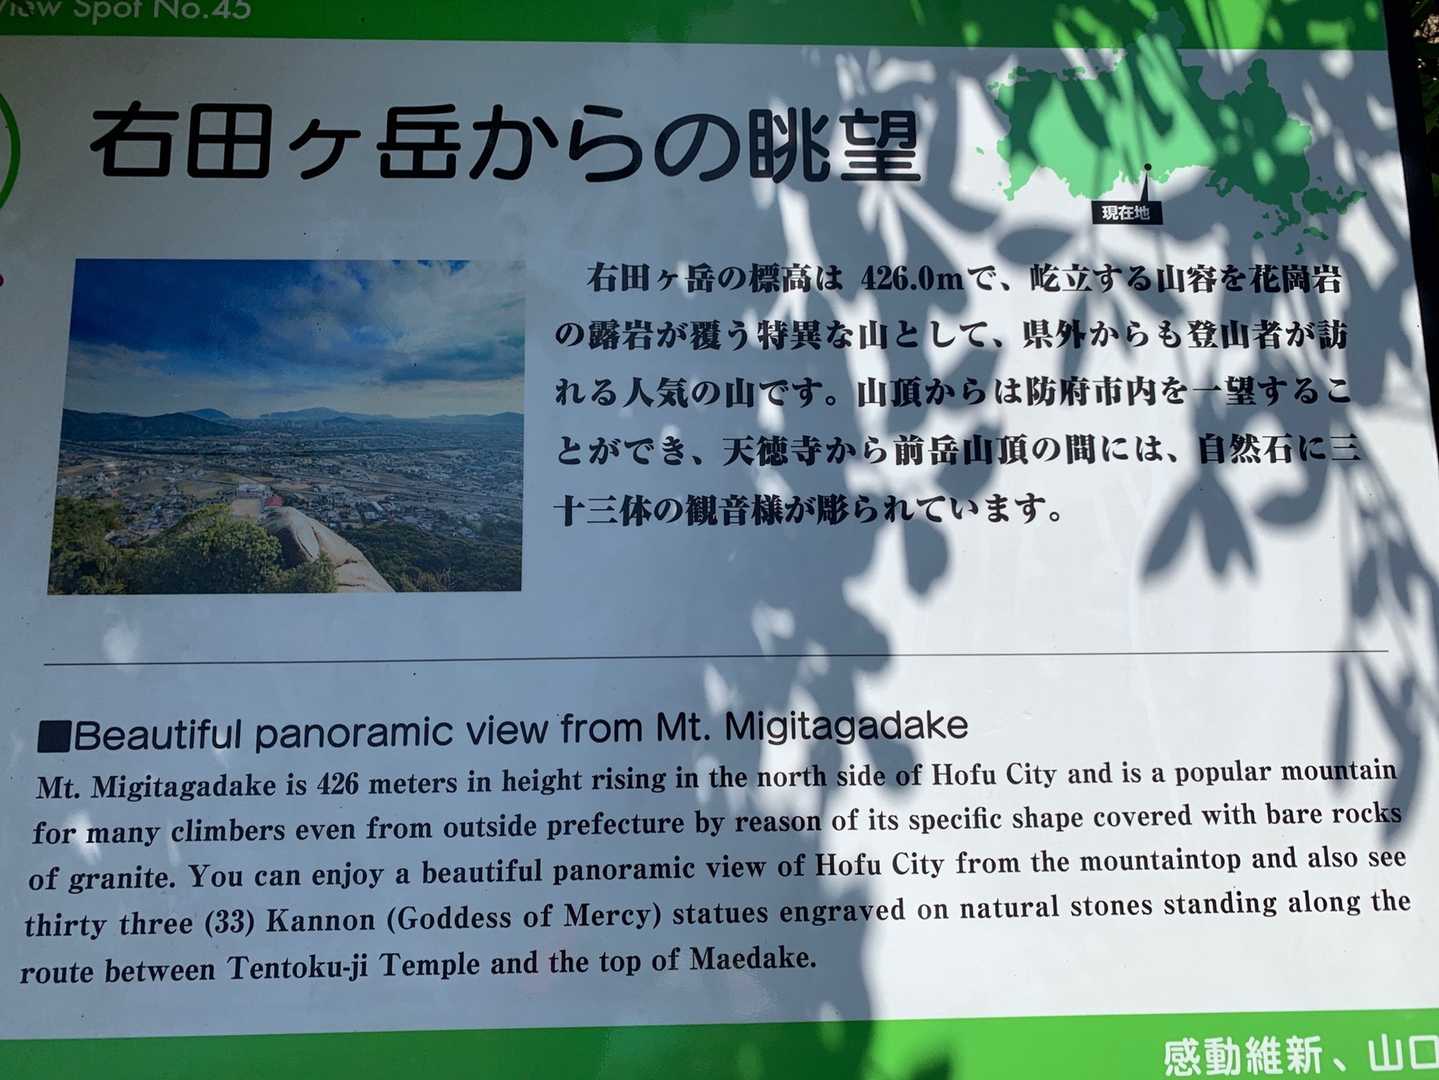 View Spot No.45
右田ヶ岳からの眺望
現在地
右田ヶ岳の標高は 426.0mで、屹立する山容を花崗岩
の露岩が覆う特異な山として、県外からも登山者が訪
れる人気の山です。山頂からは防府市内を一望するこ
とができ、天徳寺から前岳山頂の間には、自然石に三
十三体の観音様が彫られています。
■Beautiful panoramic view from Mt. Migitagadake
Mt. Migitagadake is 426 meters in height rising in the north side of Hofu City and is a popular mountain
for many climbers even from outside prefecture by reason of its specific shape covered with bare rocks
of granite. You can enjoy a beautiful panoramic view of Hofu City from the mountaintop and also see
thirty three (33) Kannon (Goddess of Mercy) statues engraved on natural stones standing along the
route between Tentoku-ji Temple and the top of Maedake.
感動維新、山口